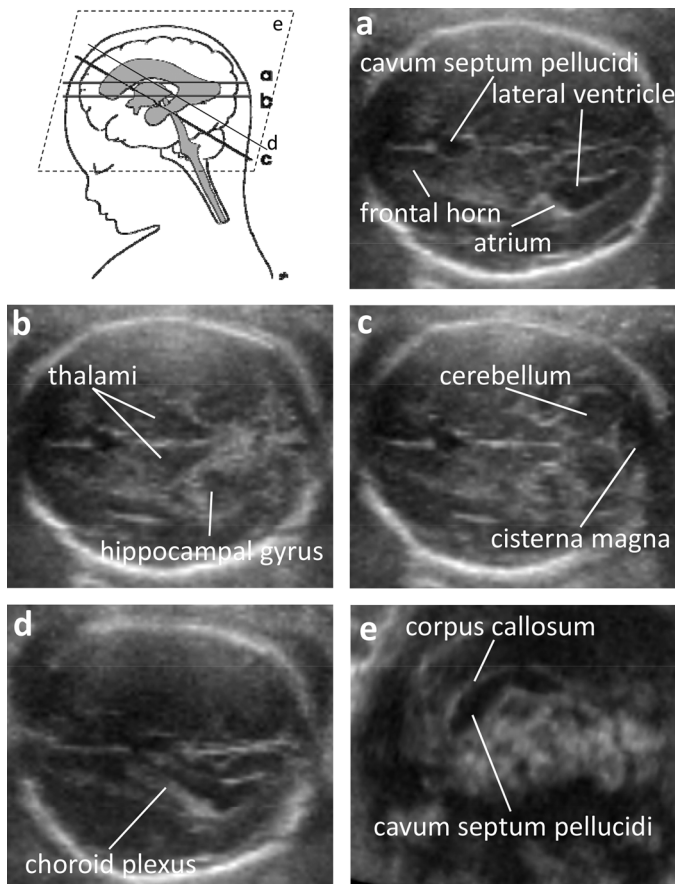 e
a
b
d
c
a
cavum septum pellucidi
lateral ventricle
frontal horn
atrium
b
thalami
hippocampal gyrus
c
cerebellum
cisterna magna
d
choroid plexus
e
corpus callosum
cavum septum pellucidi